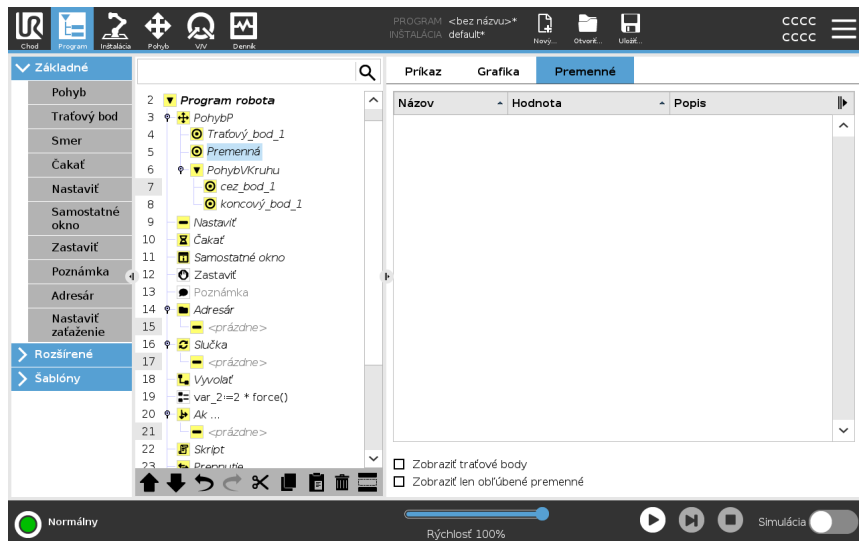 PROGRAM <bez názvu>*
INŠTALÁCIA default*
CCCC
CCCC
Chod Program Inštalácia Pohyb V/V Denník Nový... Otvoriť... Uložiť...
Základné
Pohyb
Traťový bod
Smer
Čakať
Nastaviť
Samostatné
okno
Zastaviť
Poznámka
Adresár
Nastaviť
zaťaženie
Rozšírené
Šablóny
2 Program robota
3 PohybP
4 Traťový_bod_1
5 Premenná
6 PohybVKruhu
7 cez_bod_1
8 koncový_bod_1
9 Nastaviť
10 Čakať
11 Samostatné okno
12 Zastaviť
13 Poznámka
14 Adresár
15 <prázdne>
16 Slučka
17 <prázdne>
18 Vyvolať
19 var_2:=2 * force()
20 Ak ...
21 <prázdne>
22 Skript
23 Prepnutie
Príkaz Grafika Premenné
Názov Hodnota Popis
Zobraziť traťové body
Zobraziť len obľúbené premenné
Normálny
Rýchlosť 100%
Simulácia